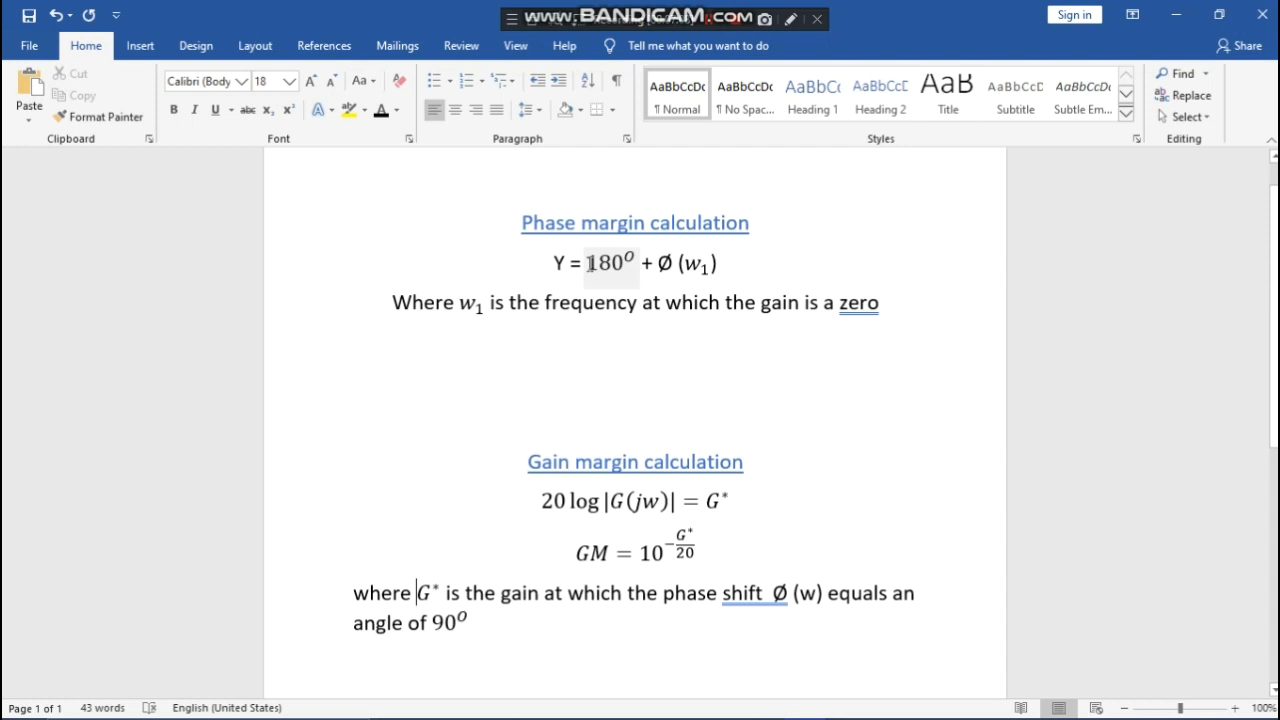 www.BANDICAM.com
Sign in
File Home Insert Design Layout References Mailings Review View Help Tell me what you want to do Share
Paste
Cut
Copy
Format Painter
Clipboard
Calibri (Body 18
Font
Paragraph
AaBbCcDc AaBbCcDc AaBbCc AaBbCcE AaB AaBbCcD AaBbCcDc
¶ Normal ¶ No Spac... Heading 1 Heading 2 Title Subtitle Subtle Em...
Styles
Find
Replace
Select
Editing
Phase margin calculation
Y = 180^o + Ø (w_1)
Where w_1 is the frequency at which the gain is a zero
Gain margin calculation
20 log |G(jw)| = G^*
GM = 10^{-G^*/20}
where G^* is the gain at which the phase shift Ø (w) equals an
angle of 90^o
Page 1 of 1 43 words English (United States) 100%